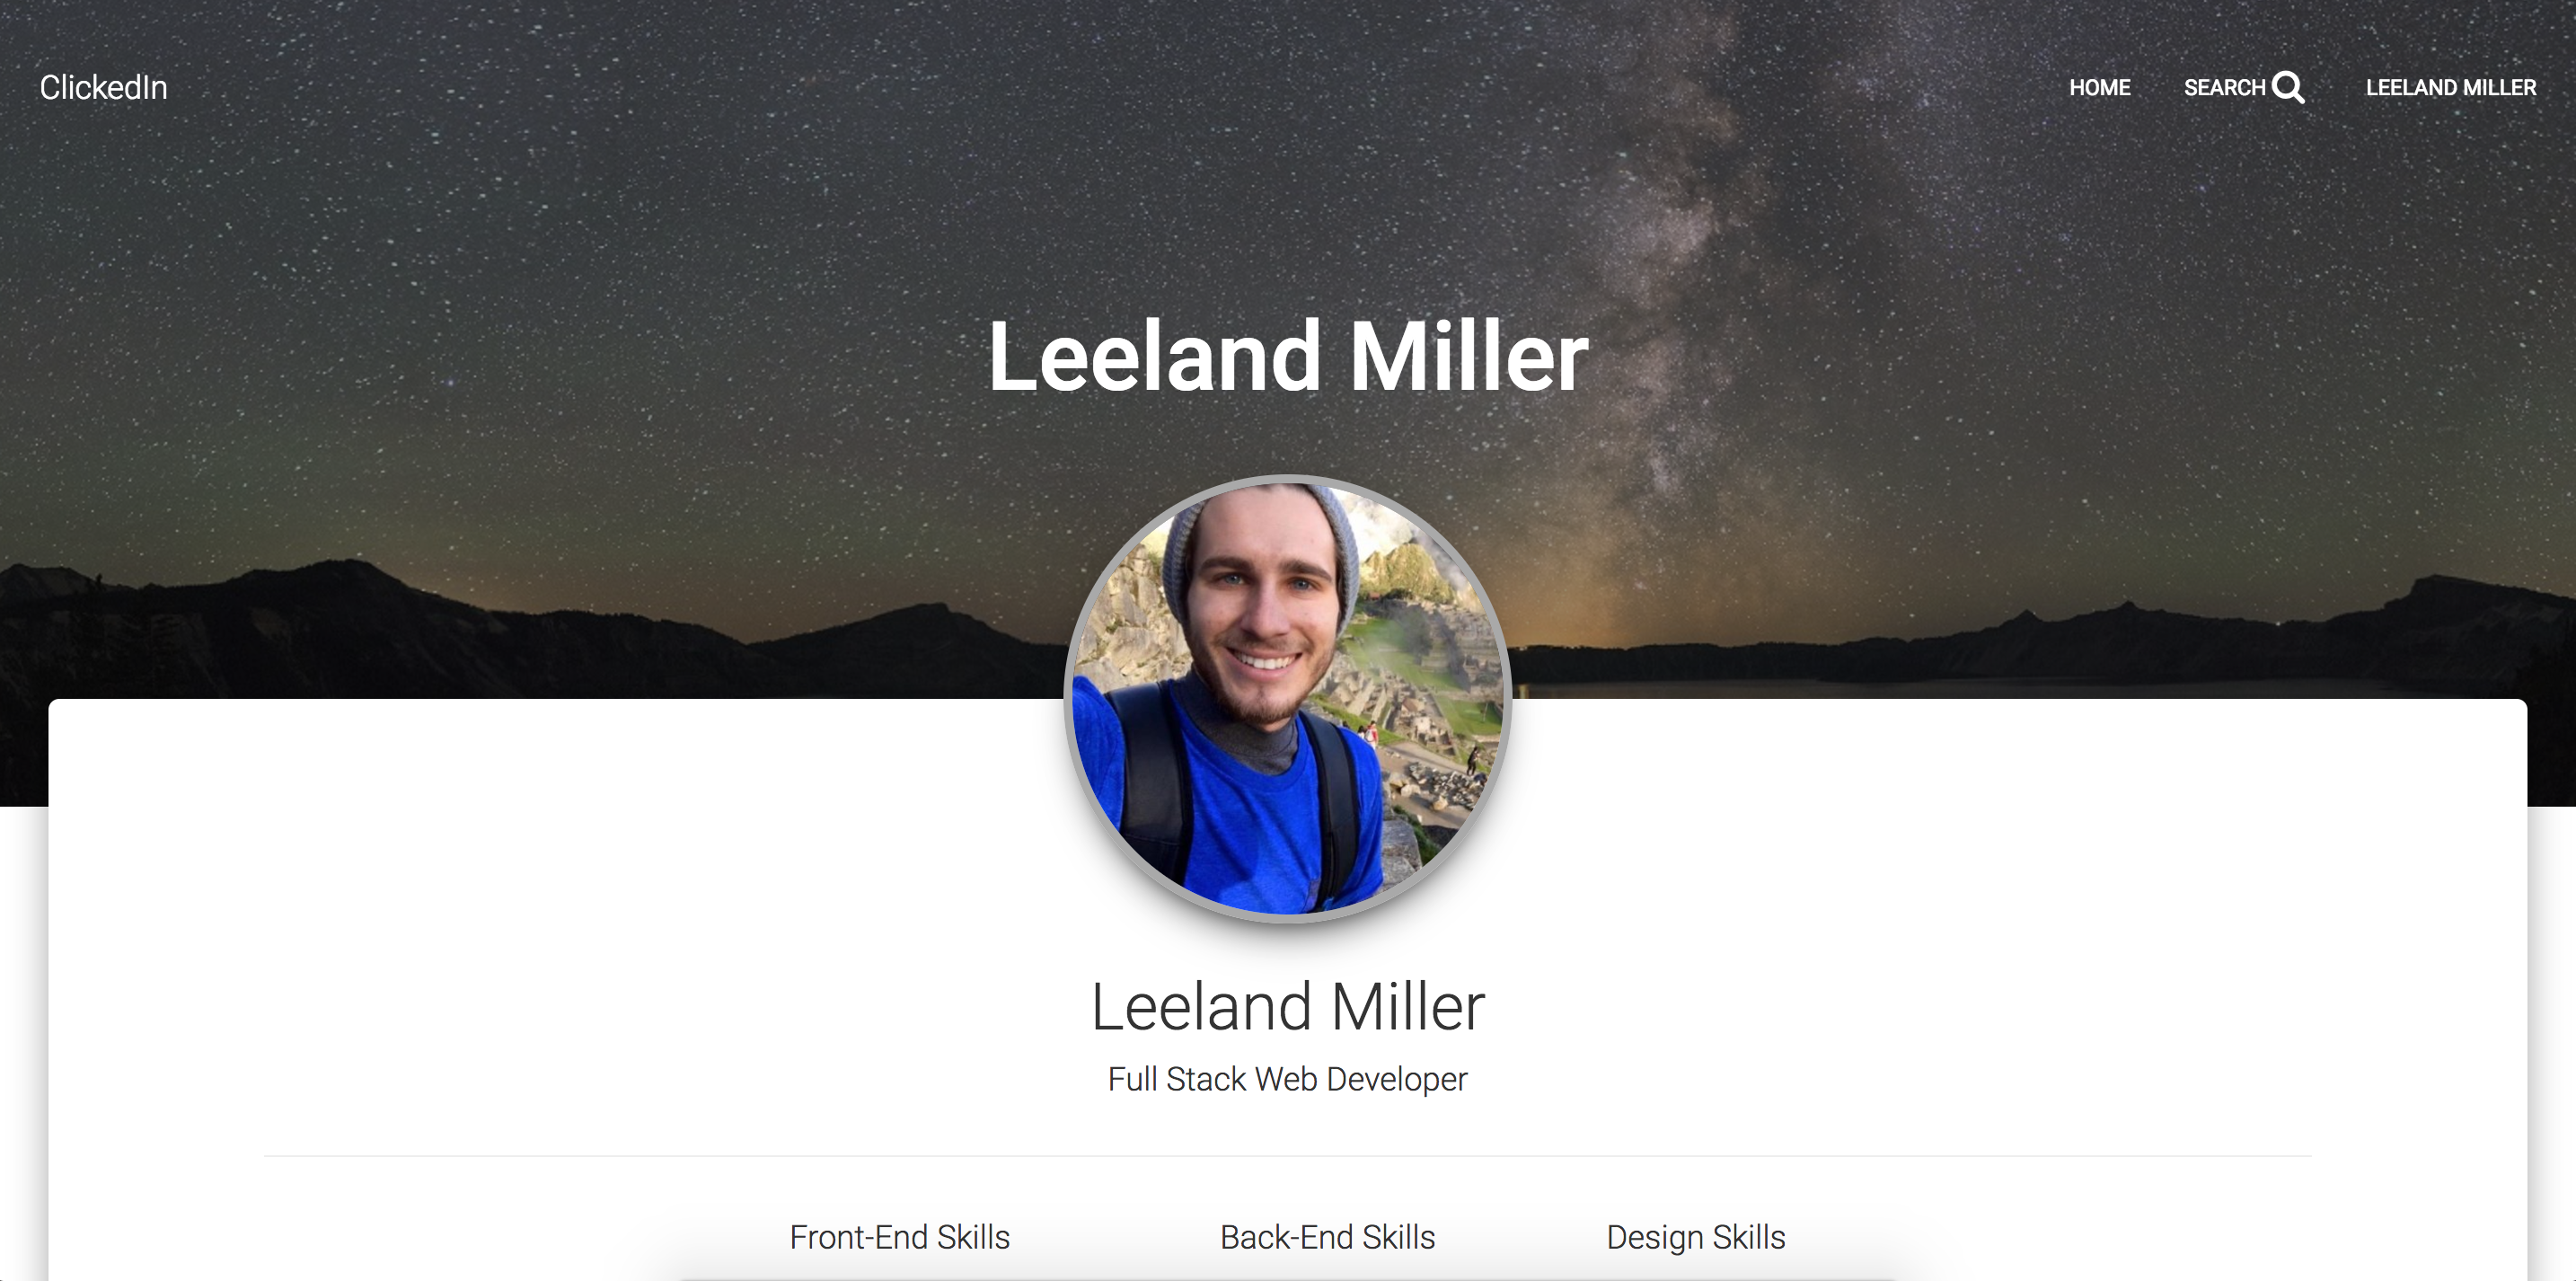 ClickedIn
HOME SEARCH LEELAND MILLER
Leeland Miller
Leeland Miller
Full Stack Web Developer
Front-End Skills Back-End Skills Design Skills